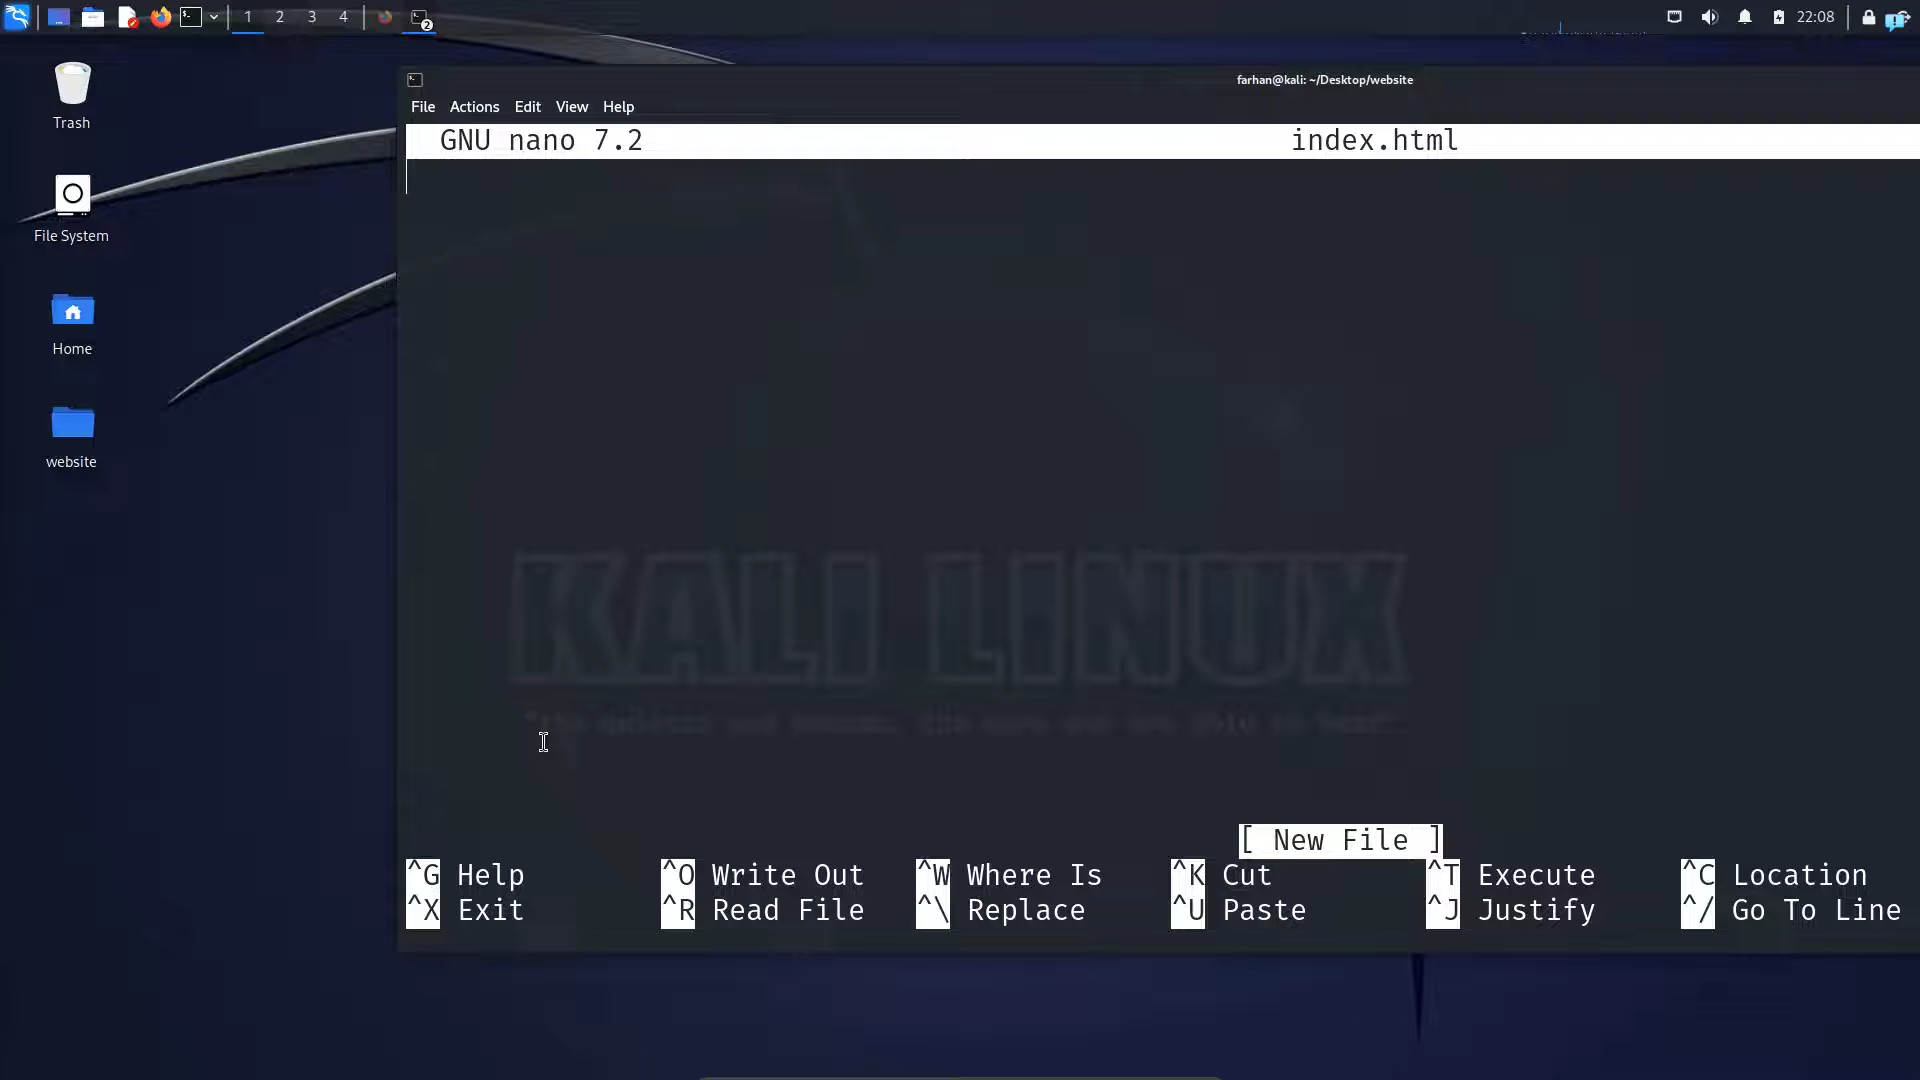 1 2 3 4
2
22:08
Trash
File System
Home
website
farhan@kali: ~/Desktop/website
File Actions Edit View Help
GNU nano 7.2 index.html
KALI LINUX
[ New File ]
^G Help ^O Write Out ^W Where Is ^K Cut ^T Execute ^C Location
^X Exit ^R Read File ^\ Replace ^U Paste ^J Justify ^/ Go To Line